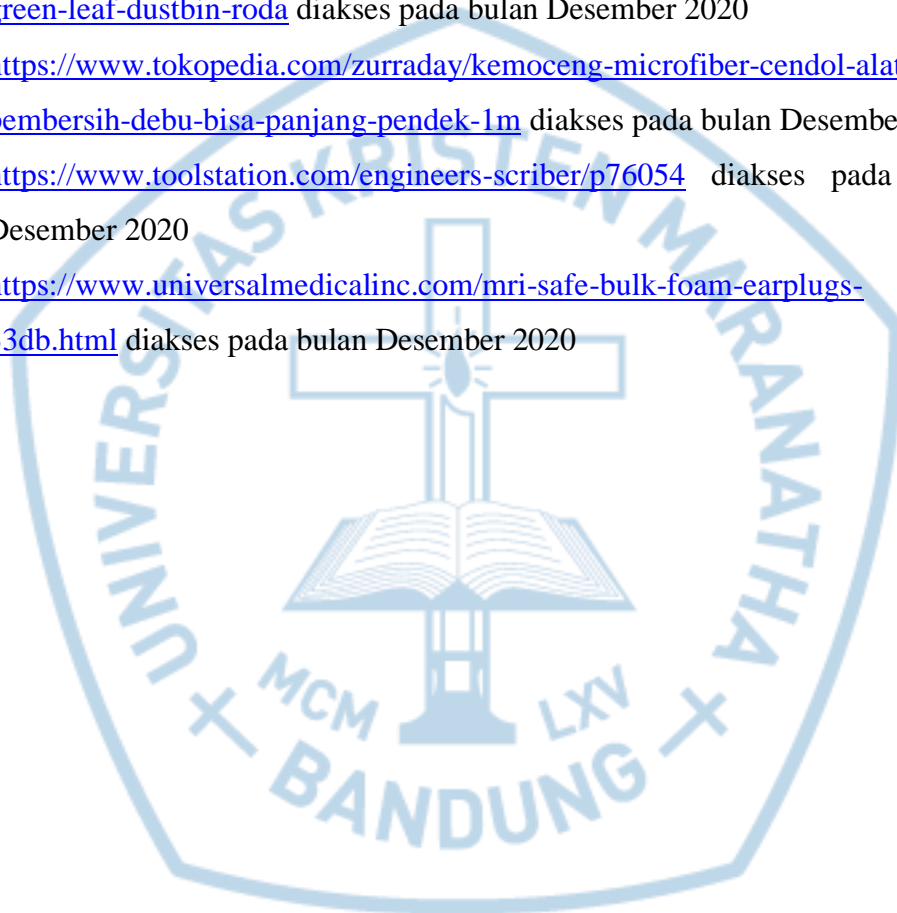 green-leaf-dustbin-roda diakses pada bulan Desember 2020
https://www.tokopedia.com/zurraday/kemoceng-microfiber-cendol-alat
pembersih-debu-bisa-panjang-pendek-1m diakses pada bulan Desembe
https://www.toolstation.com/engineers-scriber/p76054 diakses pada
Desember 2020
https://www.universalmedicalinc.com/mri-safe-bulk-foam-earplugs-
3db.html diakses pada bulan Desember 2020
UNIVERSITAS KRISTEN MARANATHA
MCM LXV
BANDUNG